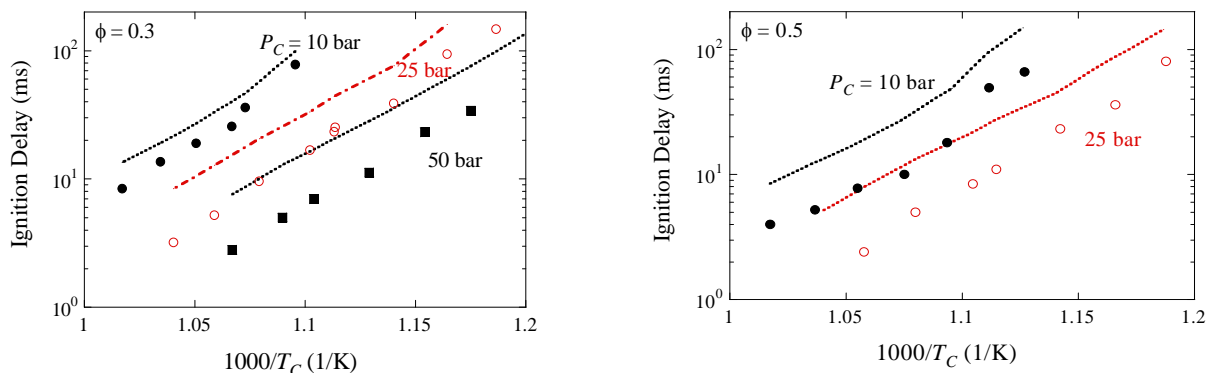 ϕ = 0.3
P_C = 10 bar
25 bar
50 bar
10^2
10^1
10^0
Ignition Delay (ms)
1
1.05
1.1
1.15
1.2
1000/T_C (1/K)
ϕ = 0.5
P_C = 10 bar
25 bar
10^2
10^1
10^0
Ignition Delay (ms)
1
1.05
1.1
1.15
1.2
1000/T_C (1/K)